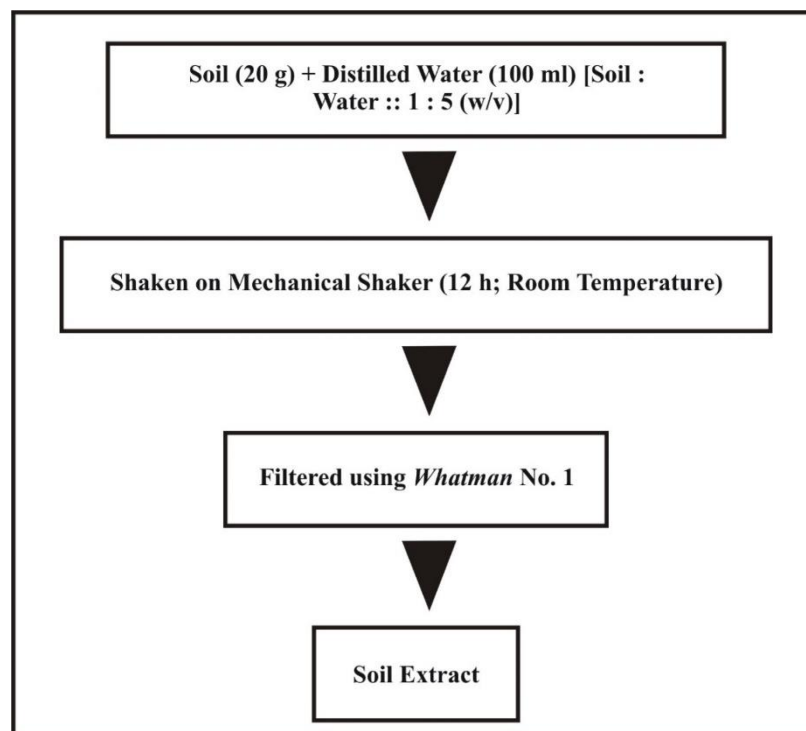 Soil (20 g) + Distilled Water (100 ml) [Soil :
Water :: 1 : 5 (w/v)]
Shaken on Mechanical Shaker (12 h; Room Temperature)
Filtered using Whatman No. 1
Soil Extract